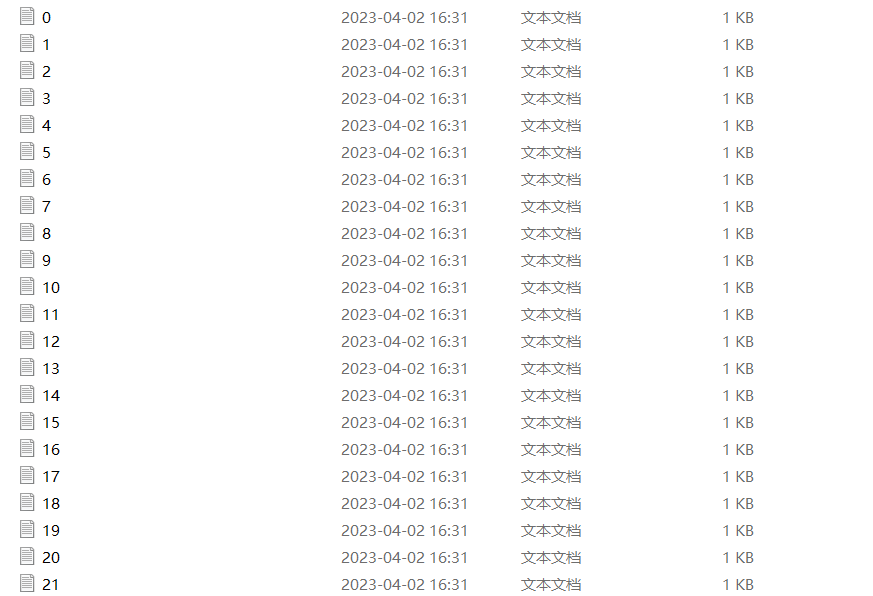 0 2023-04-02 16:31 文本文档 1 KB
1 2023-04-02 16:31 文本文档 1 KB
2 2023-04-02 16:31 文本文档 1 KB
3 2023-04-02 16:31 文本文档 1 KB
4 2023-04-02 16:31 文本文档 1 KB
5 2023-04-02 16:31 文本文档 1 KB
6 2023-04-02 16:31 文本文档 1 KB
7 2023-04-02 16:31 文本文档 1 KB
8 2023-04-02 16:31 文本文档 1 KB
9 2023-04-02 16:31 文本文档 1 KB
10 2023-04-02 16:31 文本文档 1 KB
11 2023-04-02 16:31 文本文档 1 KB
12 2023-04-02 16:31 文本文档 1 KB
13 2023-04-02 16:31 文本文档 1 KB
14 2023-04-02 16:31 文本文档 1 KB
15 2023-04-02 16:31 文本文档 1 KB
16 2023-04-02 16:31 文本文档 1 KB
17 2023-04-02 16:31 文本文档 1 KB
18 2023-04-02 16:31 文本文档 1 KB
19 2023-04-02 16:31 文本文档 1 KB
20 2023-04-02 16:31 文本文档 1 KB
21 2023-04-02 16:31 文本文档 1 KB